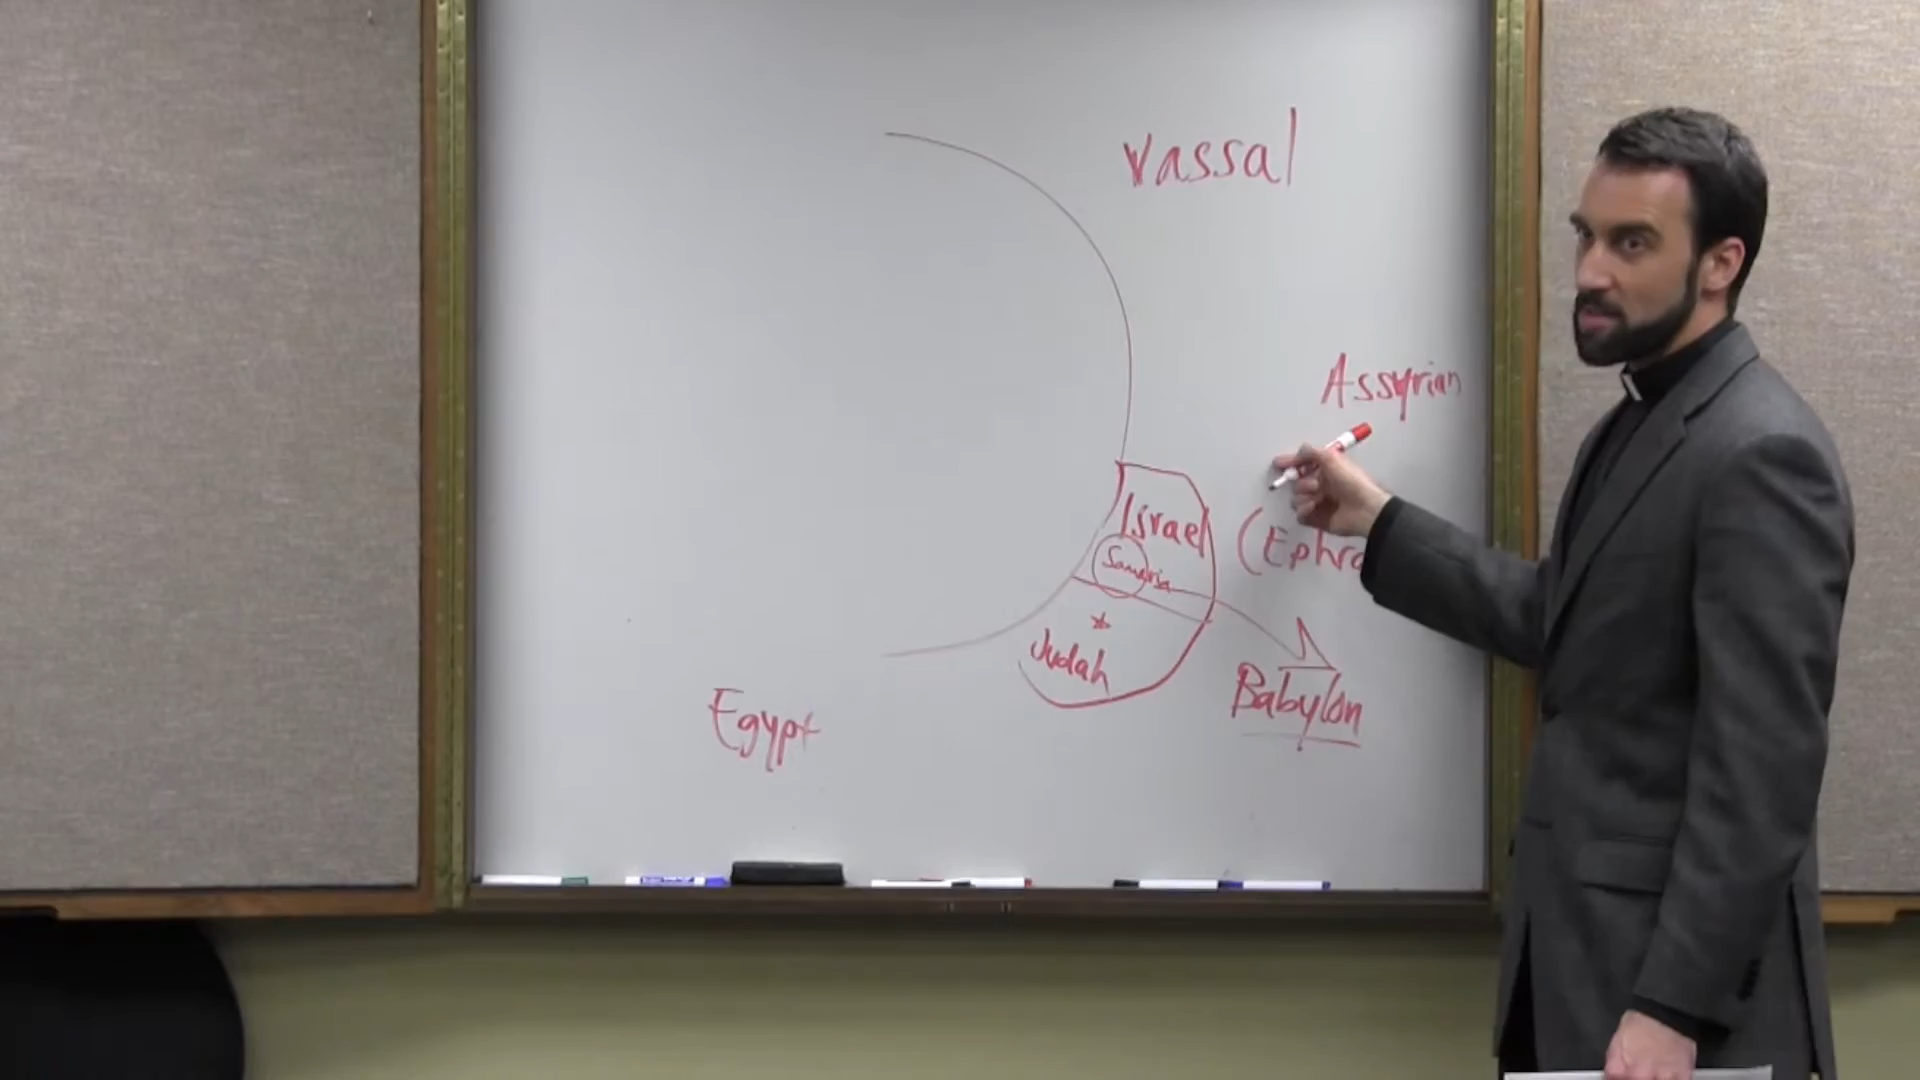 vassal
Assyrian
Israel
(Ephra
Samaria
Judah
Babylon
Egypt